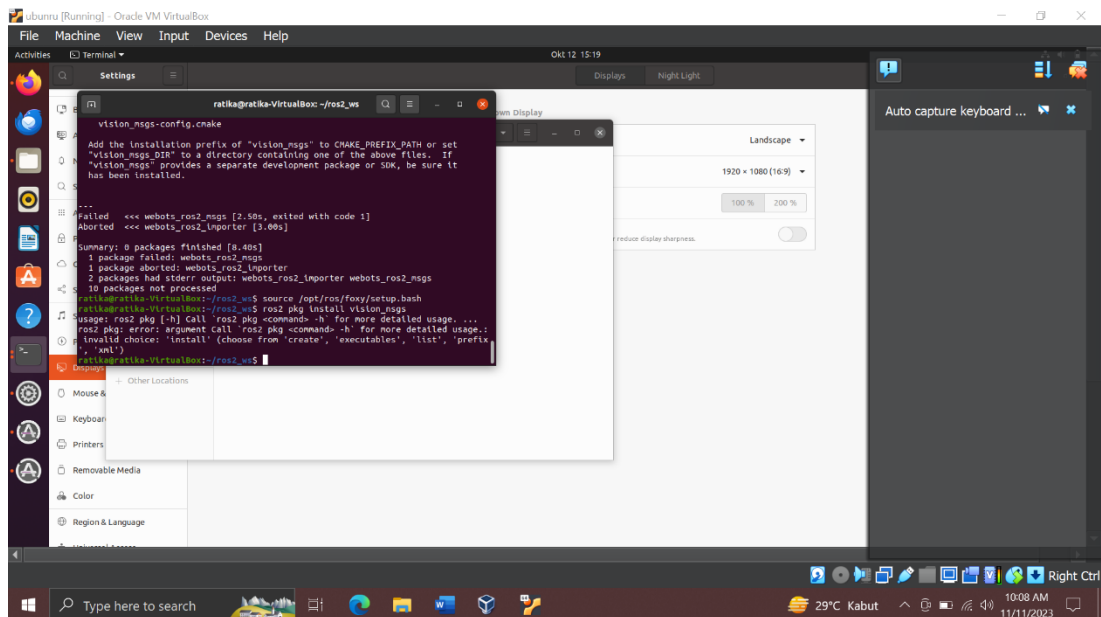 ubunru [Running] - Oracle VM VirtualBox
File Machine View Input Devices Help
Activities Terminal Okt 12 15:19
Settings Displays Night Light
Auto capture keyboard ...
ratika@ratika-VirtualBox: ~/ros2_ws
wn Display
vision_msgs-config.cmake
Add the installation prefix of "vision_msgs" to CMAKE_PREFIX_PATH or set
"vision_msgs_DIR" to a directory containing one of the above files. If
"vision_msgs" provides a separate development package or SDK, be sure it
has been installed.
---
Failed <<< webots_ros2_msgs [2.50s, exited with code 1]
Aborted <<< webots_ros2_importer [3.00s]
Summary: 0 packages finished [8.40s]
1 package failed: webots_ros2_msgs
1 package aborted: webots_ros2_importer
2 packages had stderr output: webots_ros2_importer webots_ros2_msgs
10 packages not processed
ratika@ratika-VirtualBox:~/ros2_ws$ source /opt/ros/foxy/setup.bash
ratika@ratika-VirtualBox:~/ros2_ws$ ros2 pkg install vision_msgs
usage: ros2 pkg [-h] Call `ros2 pkg <command> -h` for more detailed usage. ...
ros2 pkg: error: argument Call `ros2 pkg <command> -h` for more detailed usage.:
invalid choice: 'install' (choose from 'create', 'executables', 'list', 'prefix
', 'xml')
ratika@ratika-VirtualBox:~/ros2_ws$
Landscape
1920 × 1080 (16:9)
100 % 200 %
reduce display sharpness.
Displays
+ Other Locations
Mouse &
Keyboar
Printers
Removable Media
Color
Region & Language
Right Ctrl
Type here to search
29°C Kabut
10:08 AM
11/11/2023